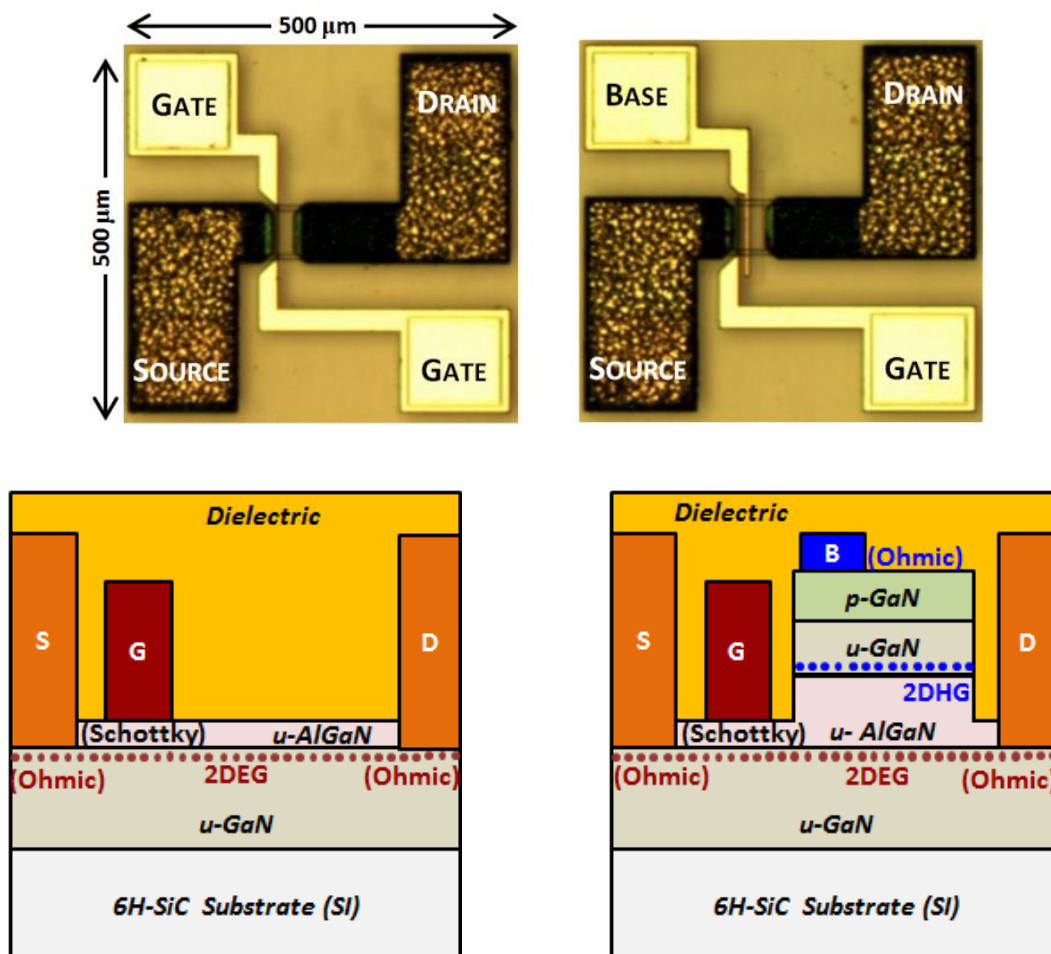 500 µm
500 µm
GATE
DRAIN
SOURCE
GATE
BASE
DRAIN
SOURCE
GATE
Dielectric
S
G
D
(Schottky)
u-AlGaN
(Ohmic)
2DEG
(Ohmic)
u-GaN
6H-SiC Substrate (SI)
Dielectric
B
(Ohmic)
p-GaN
S
G
u-GaN
D
2DHG
(Schottky)
u- AlGaN
(Ohmic)
2DEG
(Ohmic)
u-GaN
6H-SiC Substrate (SI)